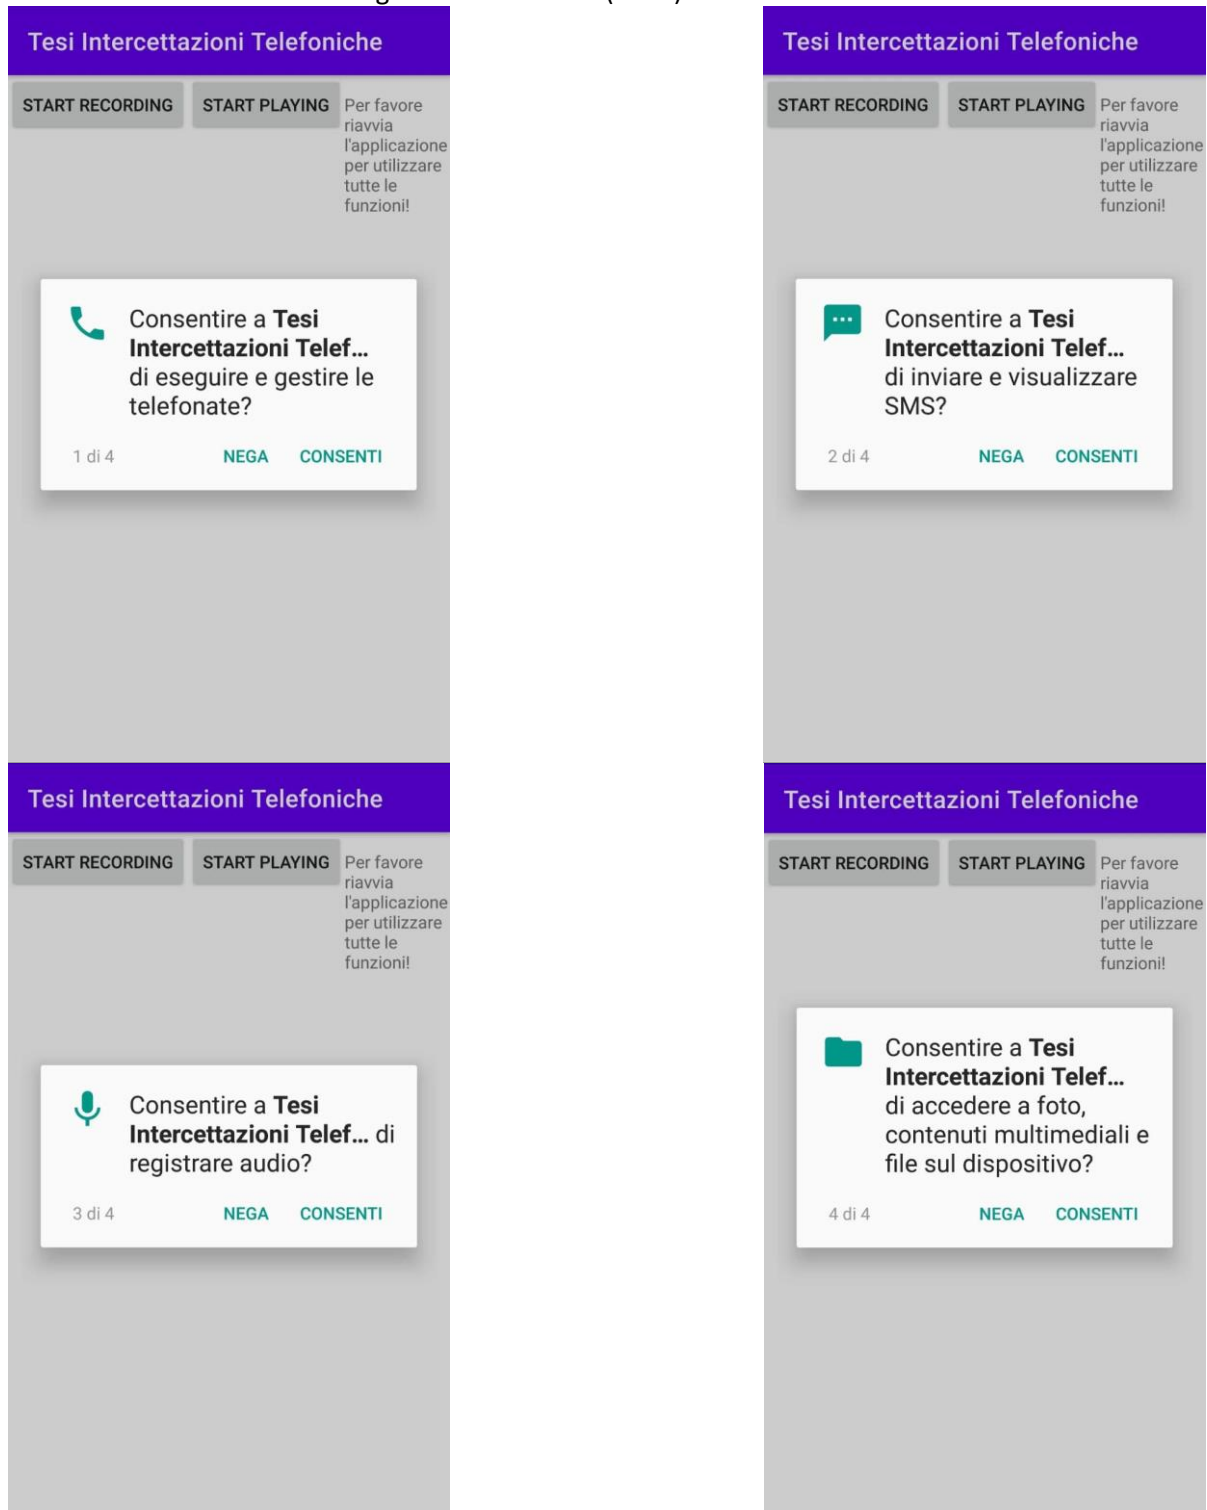 Tesi Intercettazioni Telefoniche
START RECORDING
START PLAYING
Per favore
riavvia
l'applicazione
per utilizzare
tutte le
funzioni!
Consentire a Tesi
Intercettazioni Telef...
di eseguire e gestire le
telefonate?
1 di 4
NEGA
CONSENTI
Tesi Intercettazioni Telefoniche
START RECORDING
START PLAYING
Per favore
riavvia
l'applicazione
per utilizzare
tutte le
funzioni!
Consentire a Tesi
Intercettazioni Telef...
di inviare e visualizzare
SMS?
2 di 4
NEGA
CONSENTI
Tesi Intercettazioni Telefoniche
START RECORDING
START PLAYING
Per favore
riavvia
l'applicazione
per utilizzare
tutte le
funzioni!
Consentire a Tesi
Intercettazioni Telef... di
registrare audio?
3 di 4
NEGA
CONSENTI
Tesi Intercettazioni Telefoniche
START RECORDING
START PLAYING
Per favore
riavvia
l'applicazione
per utilizzare
tutte le
funzioni!
Consentire a Tesi
Intercettazioni Telef...
di accedere a foto,
contenuti multimediali e
file sul dispositivo?
4 di 4
NEGA
CONSENTI